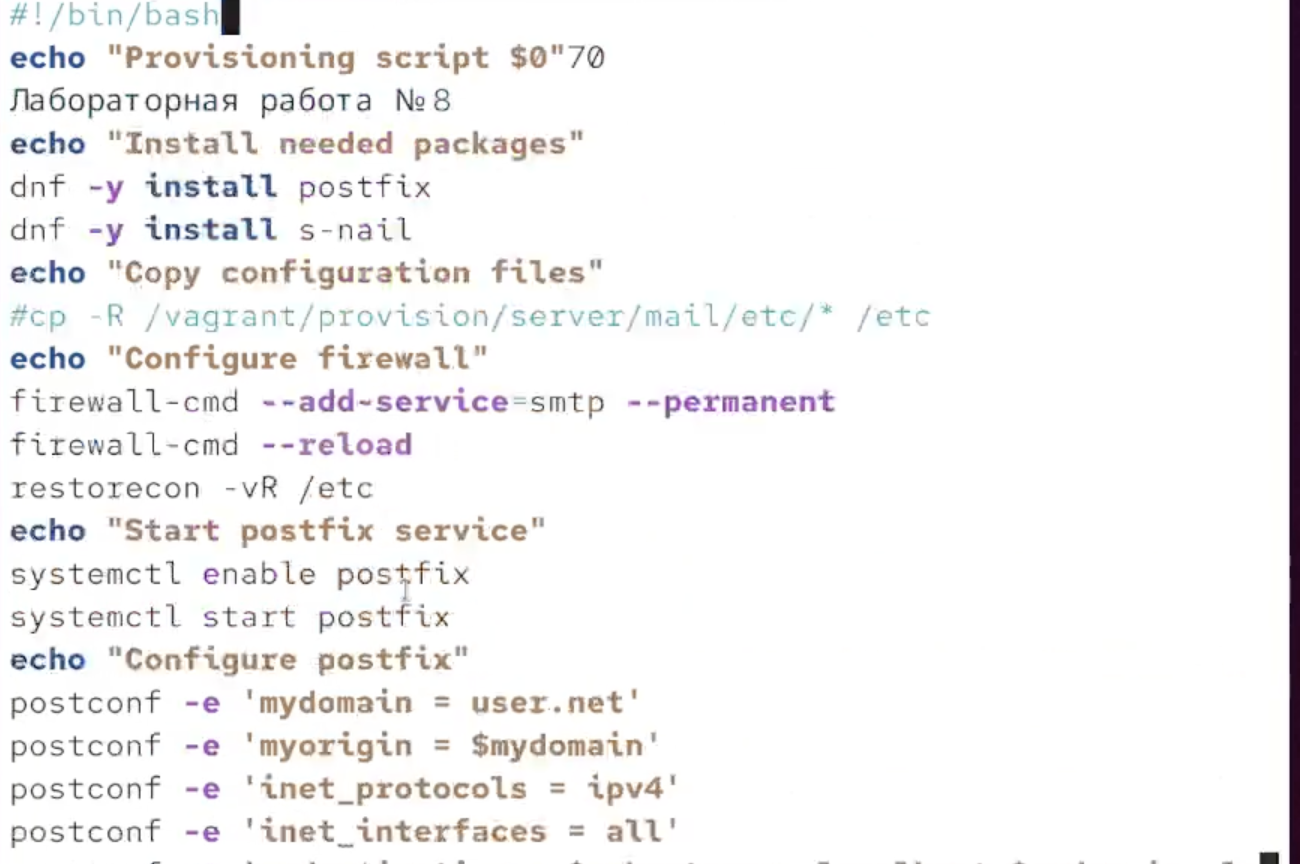 #!/bin/bash
echo "Provisioning script $0"70
Лабораторная работа №8
echo "Install needed packages"
dnf -y install postfix
dnf -y install s-nail
echo "Copy configuration files"
#cp -R /vagrant/provision/server/mail/etc/* /etc
echo "Configure firewall"
firewall-cmd --add-service=smtp --permanent
firewall-cmd --reload
restorecon -vR /etc
echo "Start postfix service"
systemctl enable postfix
systemctl start postfix
echo "Configure postfix"
postconf -e 'mydomain = user.net'
postconf -e 'myorigin = $mydomain'
postconf -e 'inet_protocols = ipv4'
postconf -e 'inet_interfaces = all'